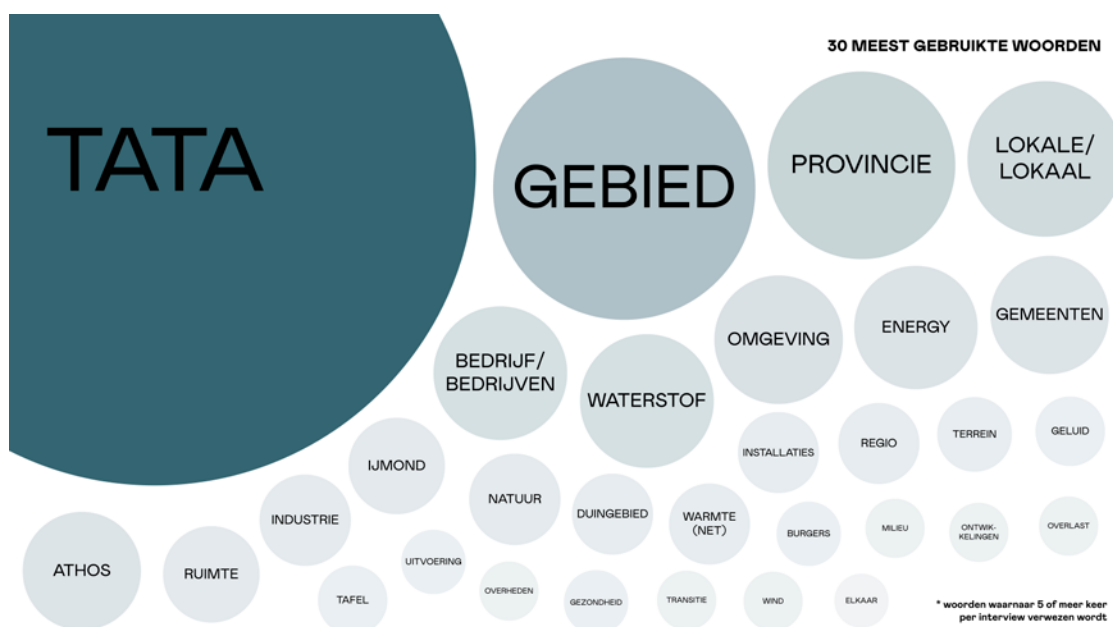 30 MEEST GEBRUIKTE WOORDEN
TATA
GEBIED
PROVINCIE
LOKALE/
LOKAAL
BEDRIJF/
BEDRIJVEN
WATERSTOF
OMGEVING
ENERGY
GEMEENTEN
IJMOND
INDUSTRIE
NATUUR
DUINGEBIED
WARMTE
(NET)
INSTALLATIES
REGIO
TERREIN
GELUID
BURGERS
MILIEU
ONTWIK-
KELINGEN
OVERLAST
ATHOS
RUIMTE
TAFEL
UITVOERING
OVERHEDEN
GEZONDHEID
TRANSITIE
WIND
ELKAAR
* woorden waarnaar 5 of meer keer
per interview verwezen wordt